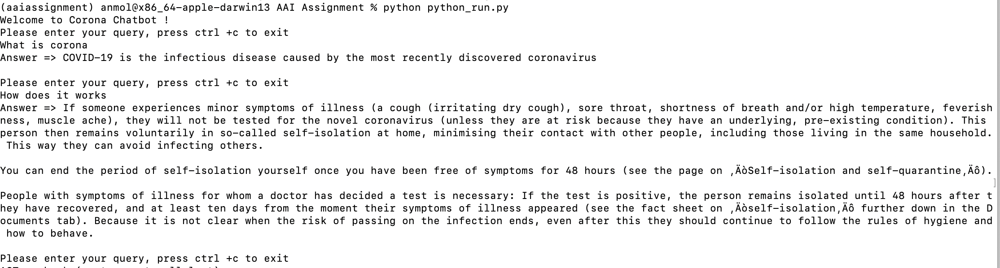 (aaiassignment) anmol@x86_64-apple-darwin13 AAI Assignment % python python_run.py
Welcome to Corona Chatbot !
Please enter your query, press ctrl +c to exit
What is corona
Answer => COVID-19 is the infectious disease caused by the most recently discovered coronavirus
Please enter your query, press ctrl +c to exit
How does it works
Answer => If someone experiences minor symptoms of illness (a cough (irritating dry cough), sore throat, shortness of breath and/or high temperature, feverish
ness, muscle ache), they will not be tested for the novel coronavirus (unless they are at risk because they have an underlying, pre-existing condition). This
person then remains voluntarily in so-called self-isolation at home, minimising their contact with other people, including those living in the same household.
This way they can avoid infecting others.
You can end the period of self-isolation yourself once you have been free of symptoms for 48 hours (see the page on ‚ÄòSelf-isolation and self-quarantine‚Äô).
]
People with symptoms of illness for whom a doctor has decided a test is necessary: If the test is positive, the person remains isolated until 48 hours after t
hey have recovered, and at least ten days from the moment their symptoms of illness appeared (see the fact sheet on ‚Äòself-isolation‚Äô further down in the D
ocuments tab). Because it is not clear when the risk of passing on the infection ends, even after this they should continue to follow the rules of hygiene and
how to behave.
Please enter your query, press ctrl +c to exit